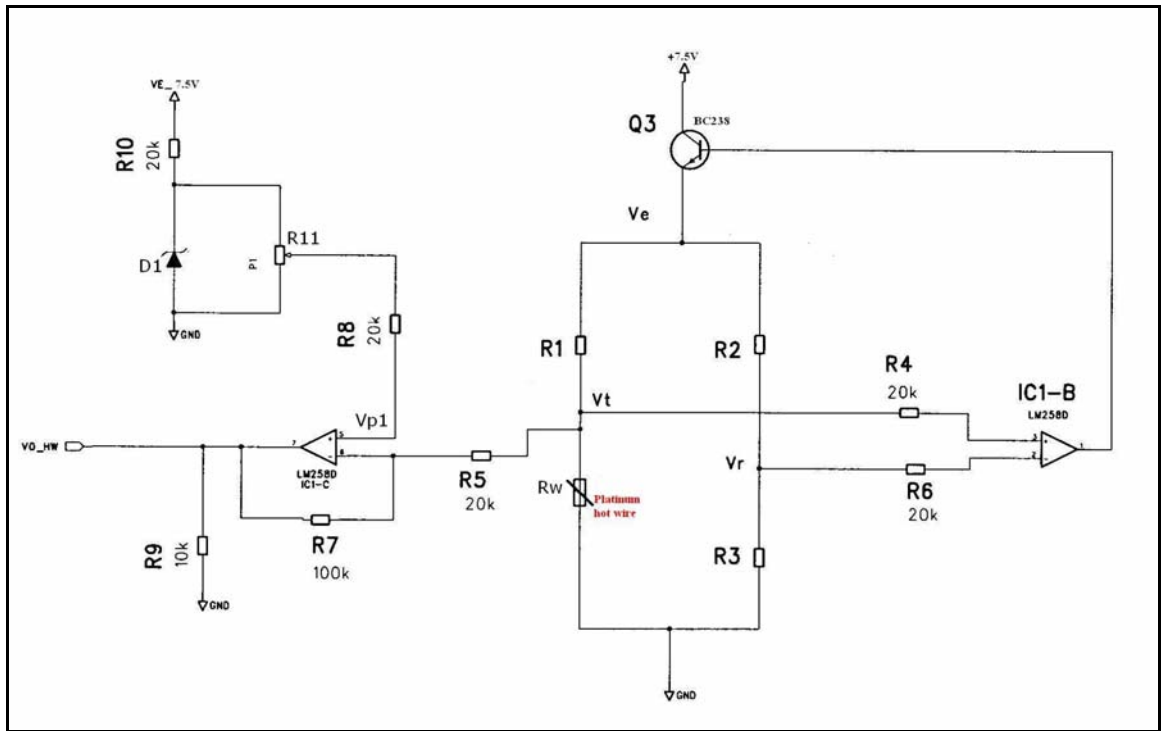 +7.5V
VE_ 7.5V
Q3
BC238
R10
20k
Ve
R11
P1
D1
GND
R8
20k
R1
R2
R4
20k
IC1-B
LM258D
Vt
Vp1
3
1
2
VO_HW
7
5
6
LM258D
IC1-C
R5
20k
Vr
R6
20k
Rw
Platinum
hot wire
R9
10k
R7
100k
R3
GND
GND